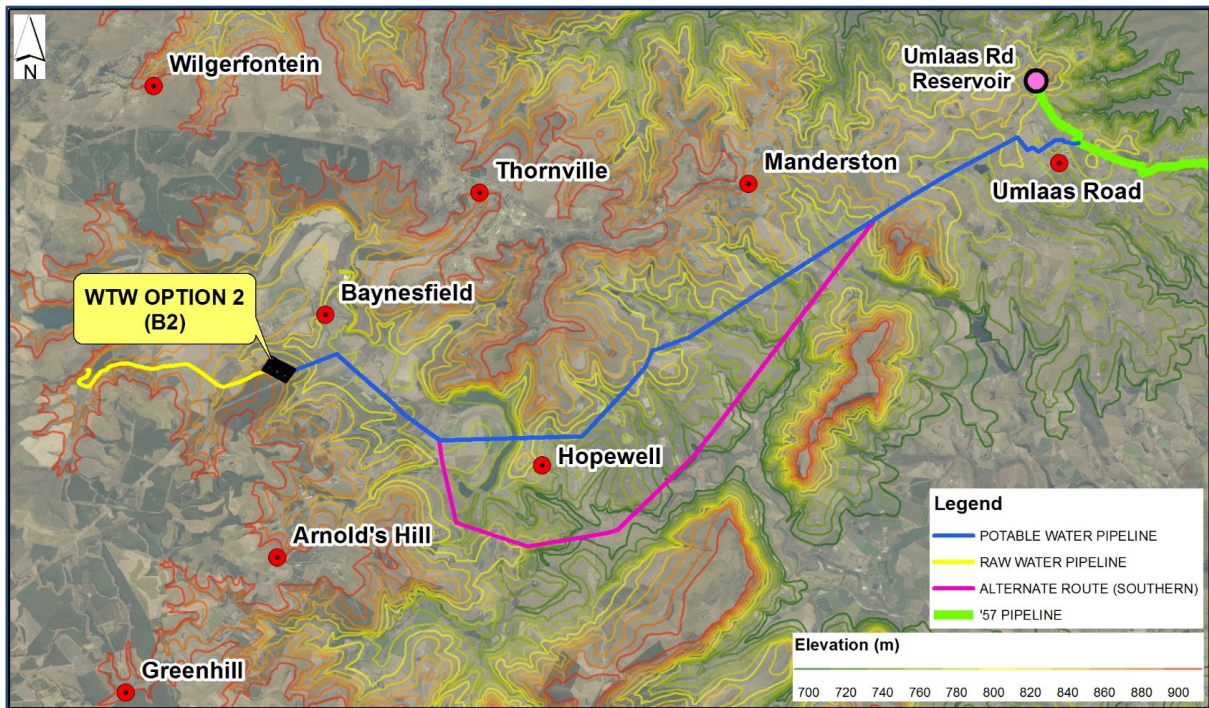 N
Wilgerfontein
Umlaas Rd
Reservoir
Thornville
Manderston
Umlaas Road
WTW OPTION 2
(B2)
Baynesfield
Hopewell
Arnold's Hill
Greenhill
Legend
POTABLE WATER PIPELINE
RAW WATER PIPELINE
ALTERNATE ROUTE (SOUTHERN)
'57 PIPELINE
Elevation (m)
700 720 740 760 780 800 820 840 860 880 900